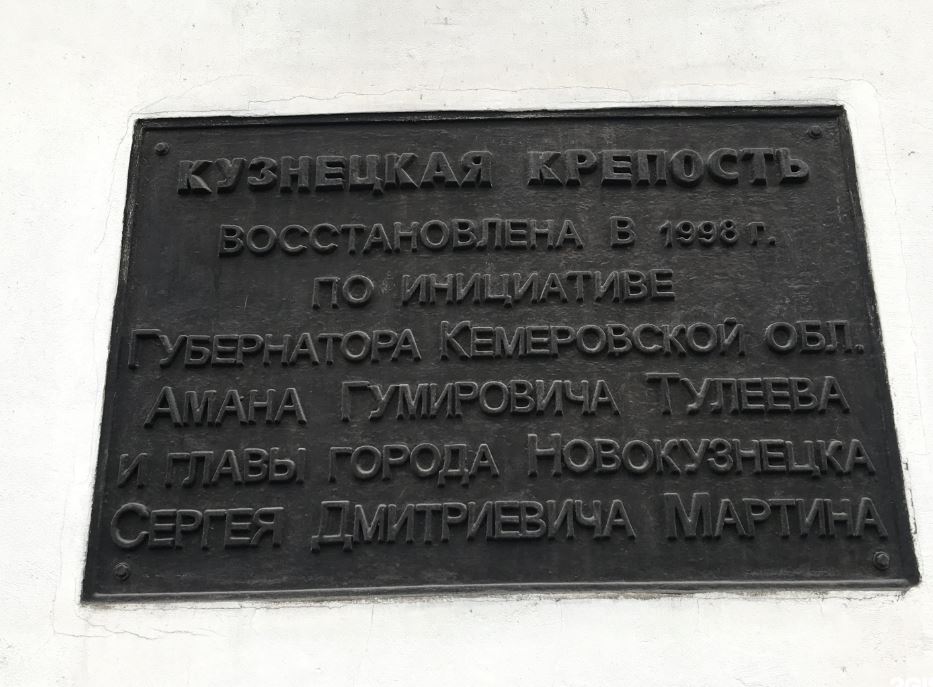 КУЗНЕЦКАЯ КРЕПОСТЬ
ВОССТАНОВЛЕНА В 1998 г.
ПО ИНИЦИАТИВЕ
ГУБЕРНАТОРА КЕМЕРОВСКОЙ ОБЛ.
АМАНА ГУМИРОВИЧА ТУЛЕЕВА
И ГЛАВЫ ГОРОДА НОВОКУЗНЕЦКА
СЕРГЕЯ ДМИТРИЕВИЧА МАРТИНА